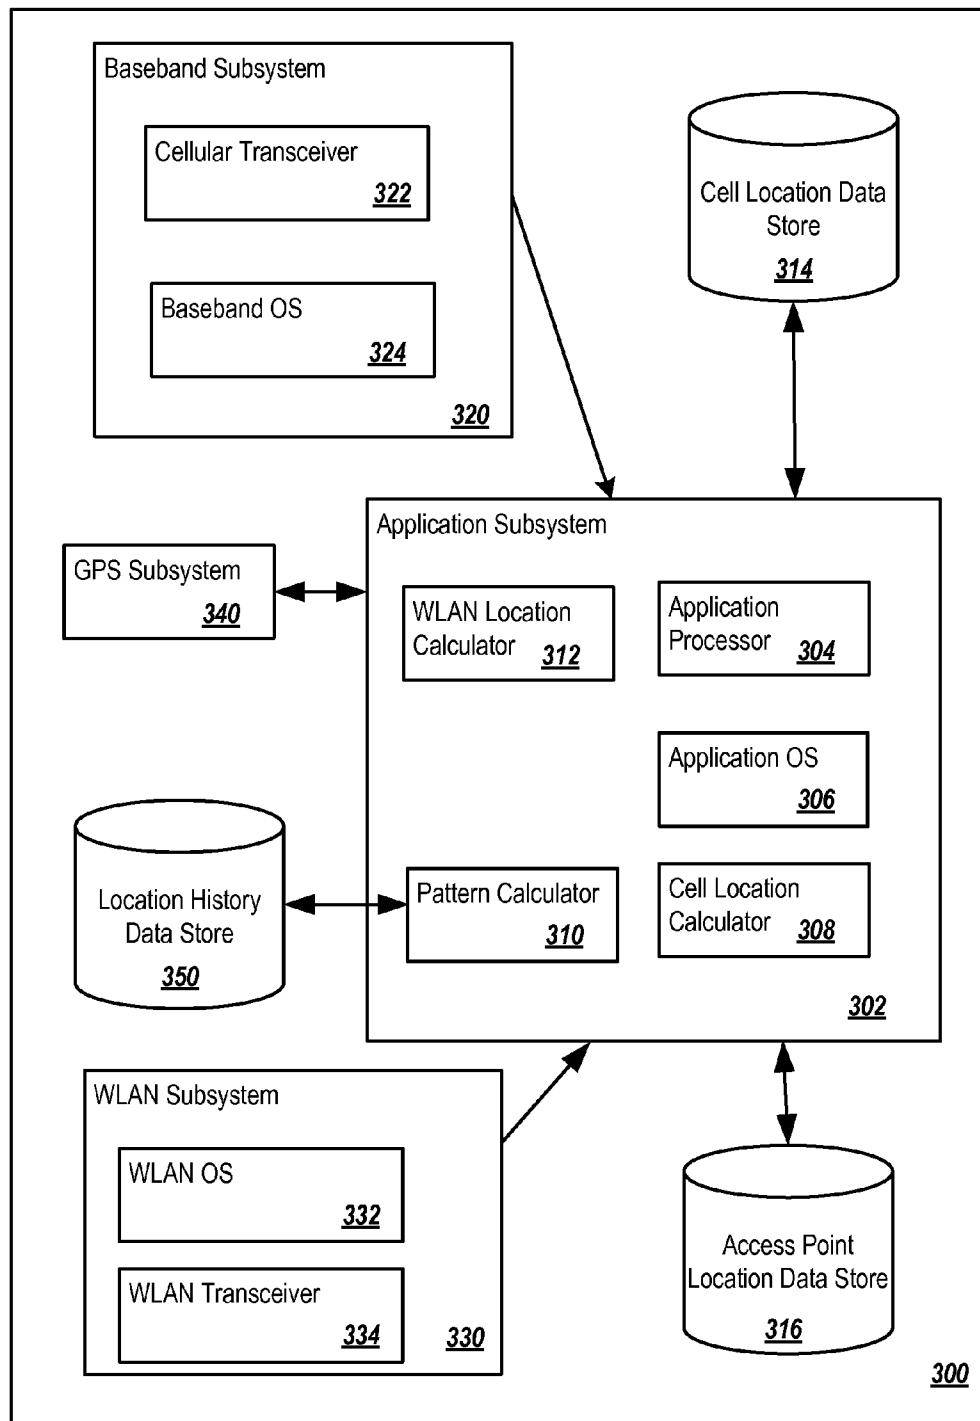 Baseband Subsystem
Cellular Transceiver
322
Baseband OS
324
320
Cell Location Data
Store
314
Application Subsystem
GPS Subsystem
340
WLAN Location
Calculator 312
Application
Processor 304
Application OS
306
Location History
Data Store
350
Pattern Calculator
310
Cell Location
Calculator 308
302
WLAN Subsystem
WLAN OS
332
WLAN Transceiver
334
330
Access Point
Location Data Store
316
300